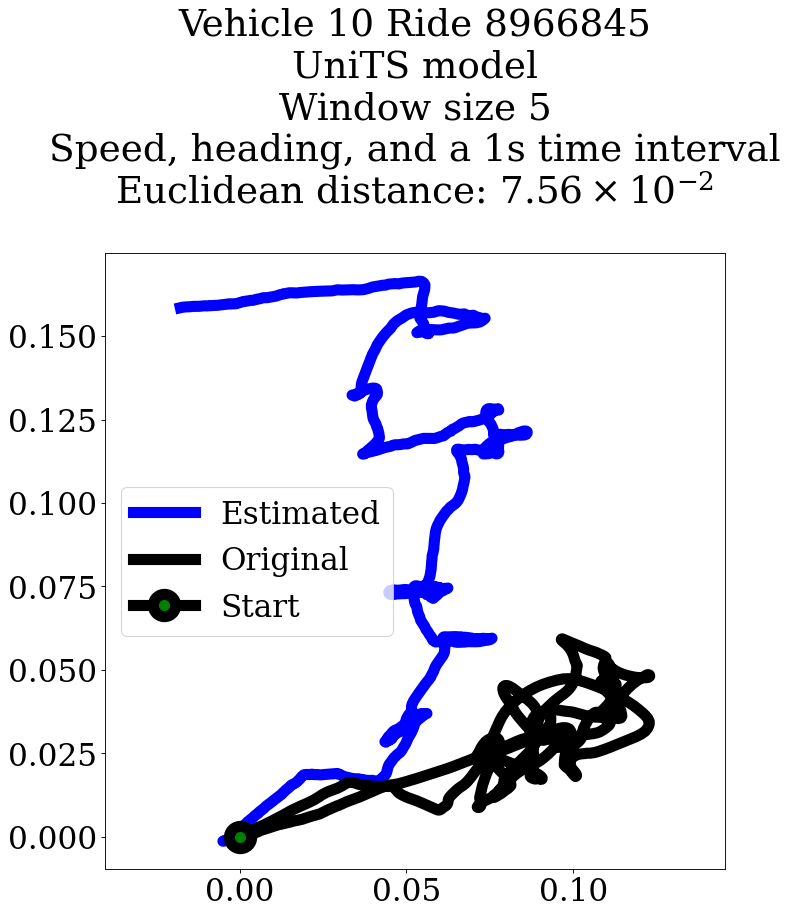 Vehicle 10 Ride 8966845
UniTS model
Window size 5
Speed, heading, and a 1s time interval
Euclidean distance: 7.56 × 10⁻²
0.150
0.125
0.100
0.075
0.050
0.025
0.000
Estimated
Original
Start
0.00 0.05 0.10